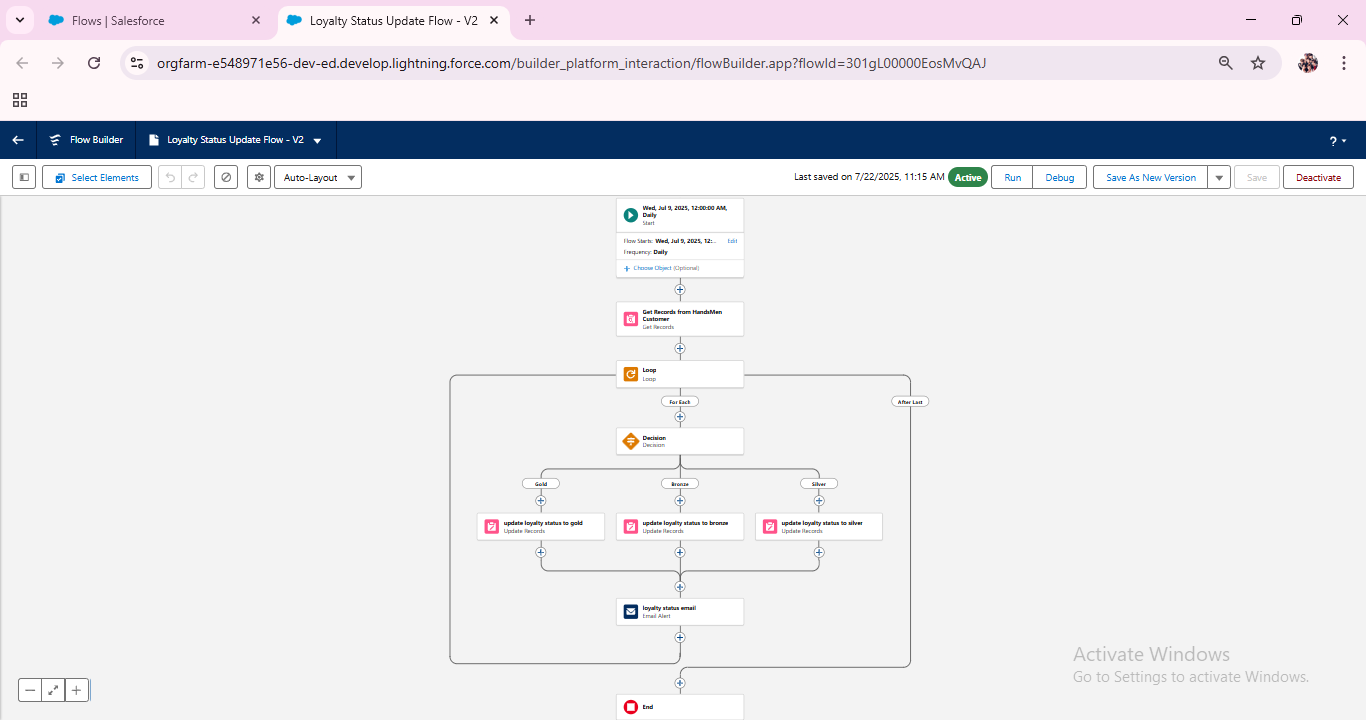 Flows | Salesforce
Loyalty Status Update Flow - V2
orgfarm-e548971e56-dev-ed.develop.lightning.force.com/builder_platform_interaction/flowBuilder.app?flowId=301gL00000EosMvQAJ
Flow Builder
Loyalty Status Update Flow - V2
?
Select Elements
Auto-Layout
Last saved on 7/22/2025, 11:15 AM
Active
Run
Debug
Save As New Version
Save
Deactivate
Wed, Jul 9, 2025, 12:00:00 AM,
Daily
Start
Flow Starts: Wed, Jul 9, 2025, 12:...
Edit
Frequency: Daily
Choose Object (Optional)
Get Records from HandsMen
Customer
Get Records
Loop
Loop
For Each
After Last
Decision
Decision
Gold
Bronze
Silver
update loyalty status to gold
Update Records
update loyalty status to bronze
Update Records
update loyalty status to silver
Update Records
loyalty status email
Email Alert
End
Activate Windows
Go to Settings to activate Windows.